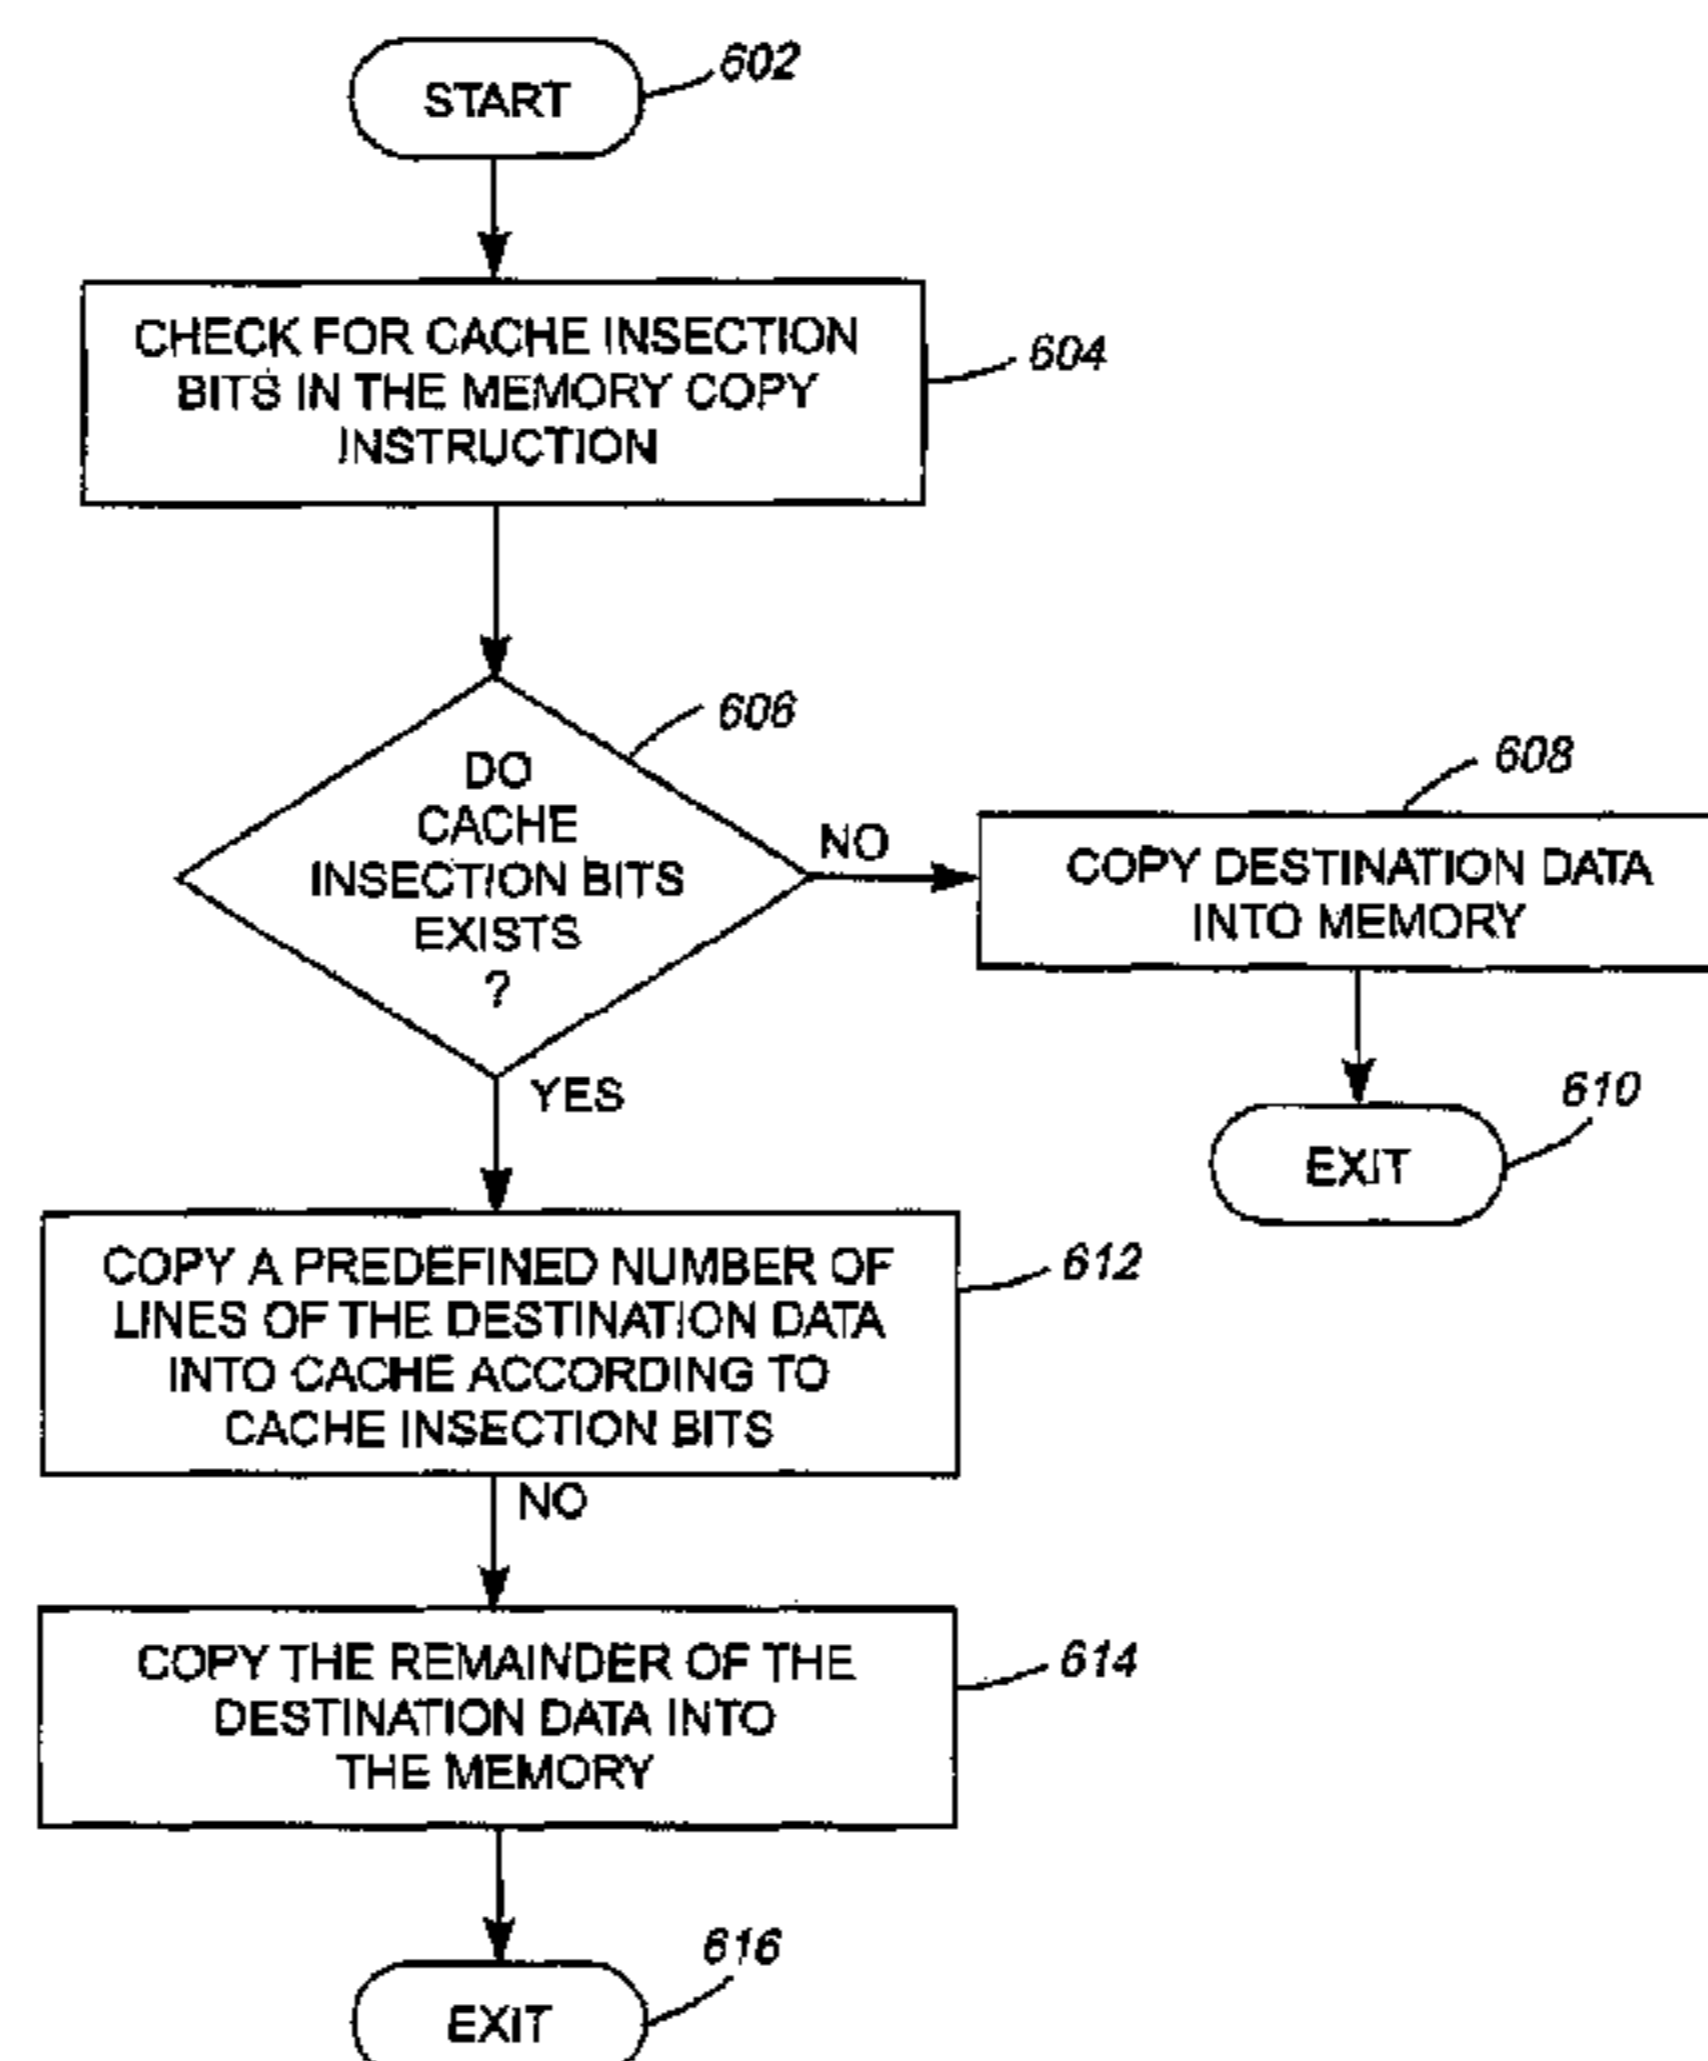 START
602
CHECK FOR CACHE INSECTION
BITS IN THE MEMORY COPY
INSTRUCTION
604
DO
CACHE
INSECTION BITS
EXISTS
?
606
NO
YES
608
COPY DESTINATION DATA
INTO MEMORY
610
EXIT
COPY A PREDEFINED NUMBER OF
LINES OF THE DESTINATION DATA
INTO CACHE ACCORDING TO
CACHE INSECTION BITS
612
NO
COPY THE REMAINDER OF THE
DESTINATION DATA INTO
THE MEMORY
614
616
EXIT